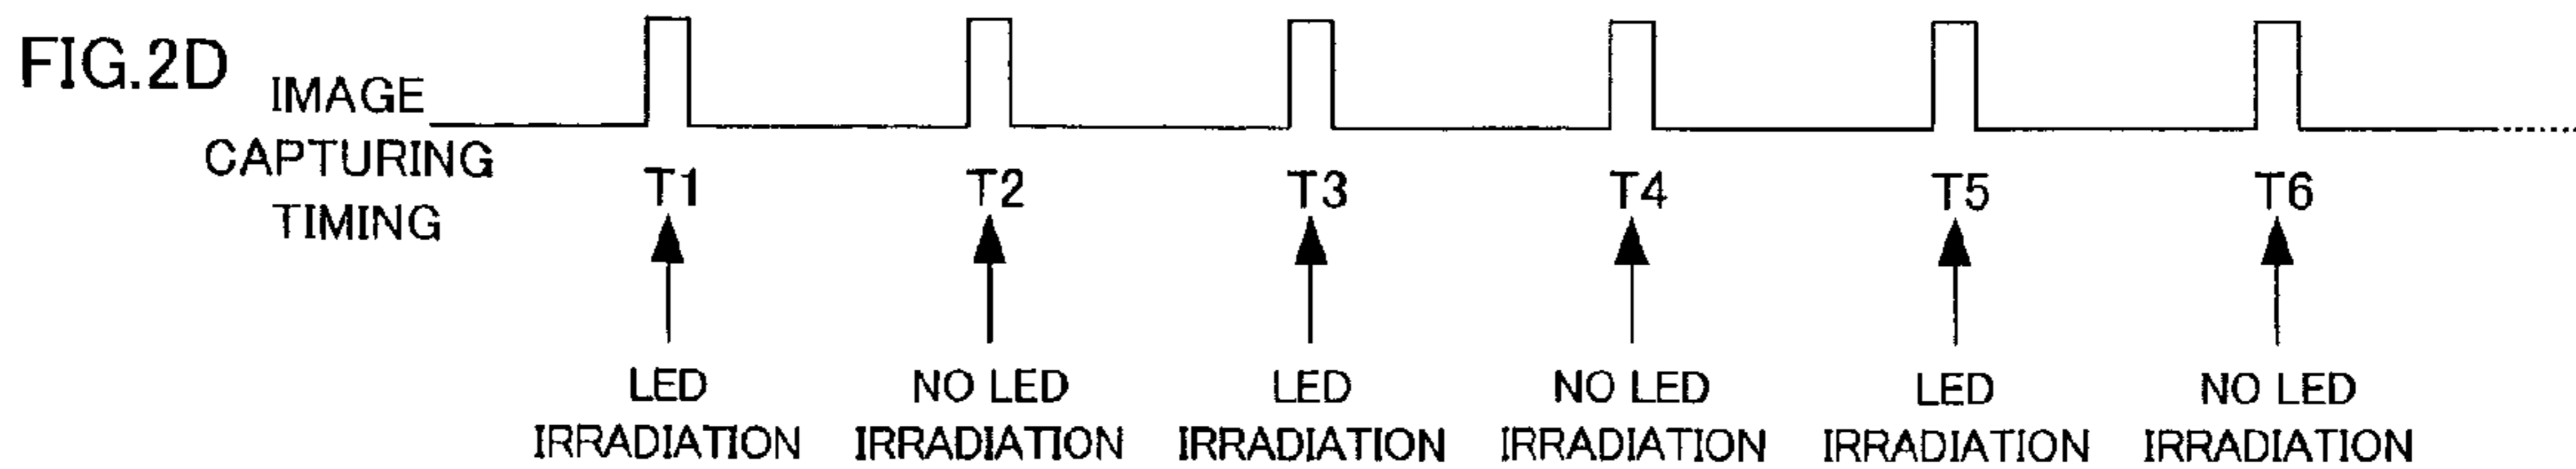 FIG.2D
IMAGE
CAPTURING
TIMING
T1 T2 T3 T4 T5 T6
LED NO LED LED NO LED LED NO LED
IRRADIATION IRRADIATION IRRADIATION IRRADIATION IRRADIATION IRRADIATION